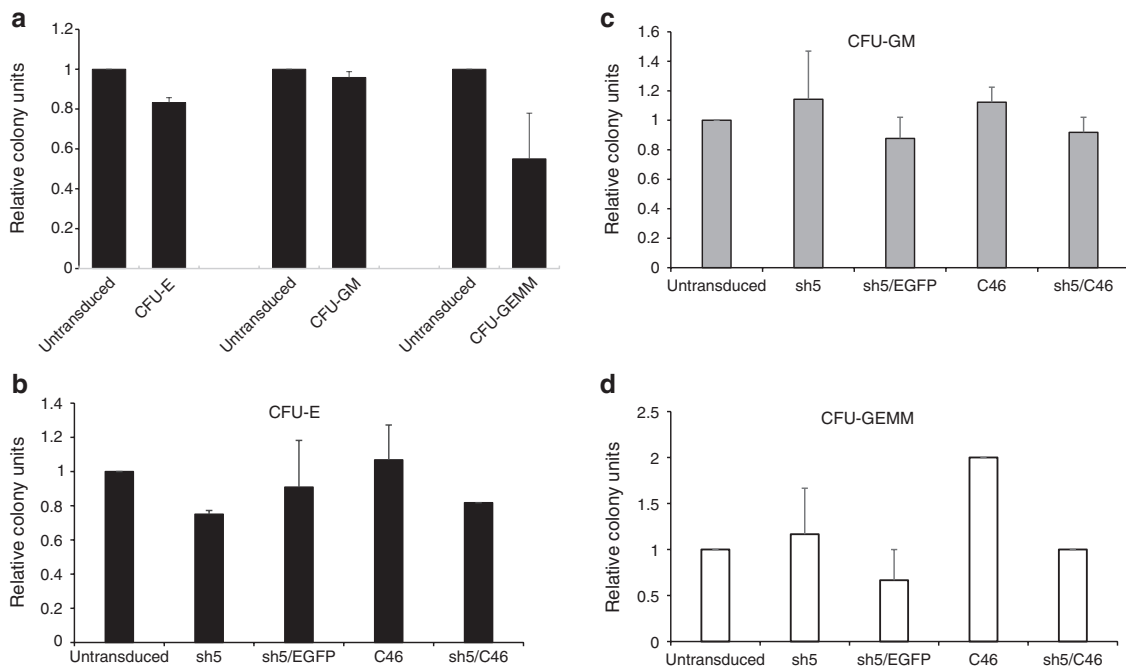 a
Relative colony units
1.2
1
0.8
0.6
0.4
0.2
0
Untransduced
CFU-E
Untransduced
CFU-GM
Untransduced
CFU-GEMM
b
CFU-E
Relative colony units
1.4
1.2
1
0.8
0.6
0.4
0.2
0
Untransduced sh5 sh5/EGFP C46 sh5/C46
c
CFU-GM
Relative colony units
1.6
1.4
1.2
1
0.8
0.6
0.4
0.2
0
Untransduced sh5 sh5/EGFP C46 sh5/C46
d
CFU-GEMM
Relative colony units
2.5
2
1.5
1
0.5
0
Untransduced sh5 sh5/EGFP C46 sh5/C46